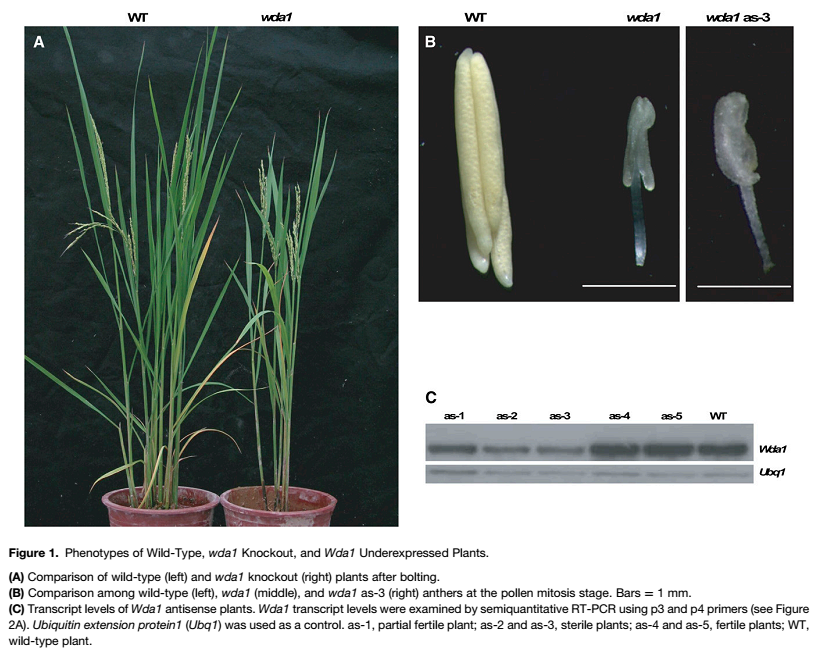 WT wda1
A
WT wda1 wda1 as-3
B
C
as-1 as-2 as-3 as-4 as-5 WT
Wda1
Ubq1
Figure 1. Phenotypes of Wild-Type, wda1 Knockout, and Wda1 Underexpressed Plants.
(A) Comparison of wild-type (left) and wda1 knockout (right) plants after bolting.
(B) Comparison among wild-type (left), wda1 (middle), and wda1 as-3 (right) anthers at the pollen mitosis stage. Bars = 1 mm.
(C) Transcript levels of Wda1 antisense plants. Wda1 transcript levels were examined by semiquantitative RT-PCR using p3 and p4 primers (see Figure
2A). Ubiquitin extension protein1 (Ubq1) was used as a control. as-1, partial fertile plant; as-2 and as-3, sterile plants; as-4 and as-5, fertile plants; WT,
wild-type plant.